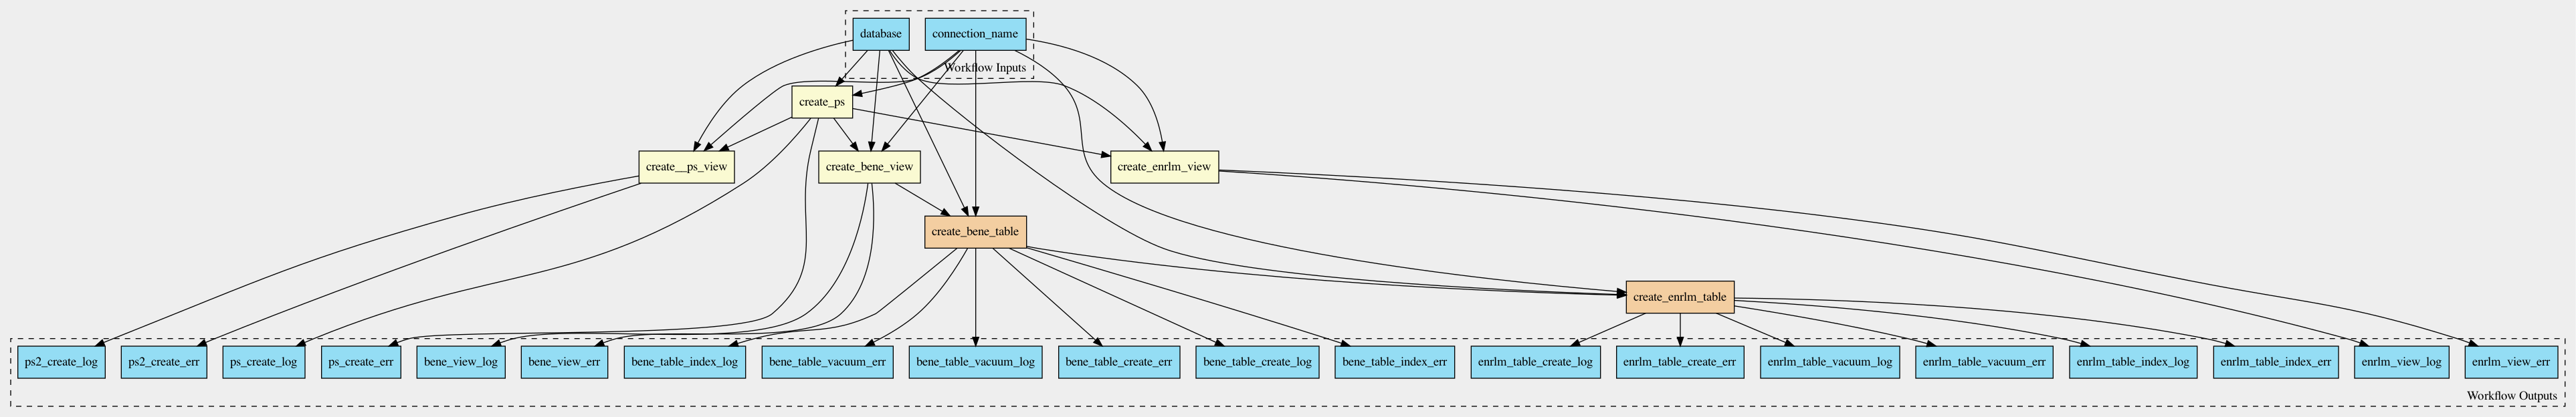 database
connection_name
Workflow Inputs
create_ps
create__ps_view
create_bene_view
create_enrlm_view
create_bene_table
create_enrlm_table
ps2_create_log
ps2_create_err
ps_create_log
ps_create_err
bene_view_log
bene_view_err
bene_table_index_log
bene_table_vacuum_err
bene_table_vacuum_log
bene_table_create_err
bene_table_create_log
bene_table_index_err
enrlm_table_create_log
enrlm_table_create_err
enrlm_table_vacuum_log
enrlm_table_vacuum_err
enrlm_table_index_log
enrlm_table_index_err
enrlm_view_log
enrlm_view_err
Workflow Outputs